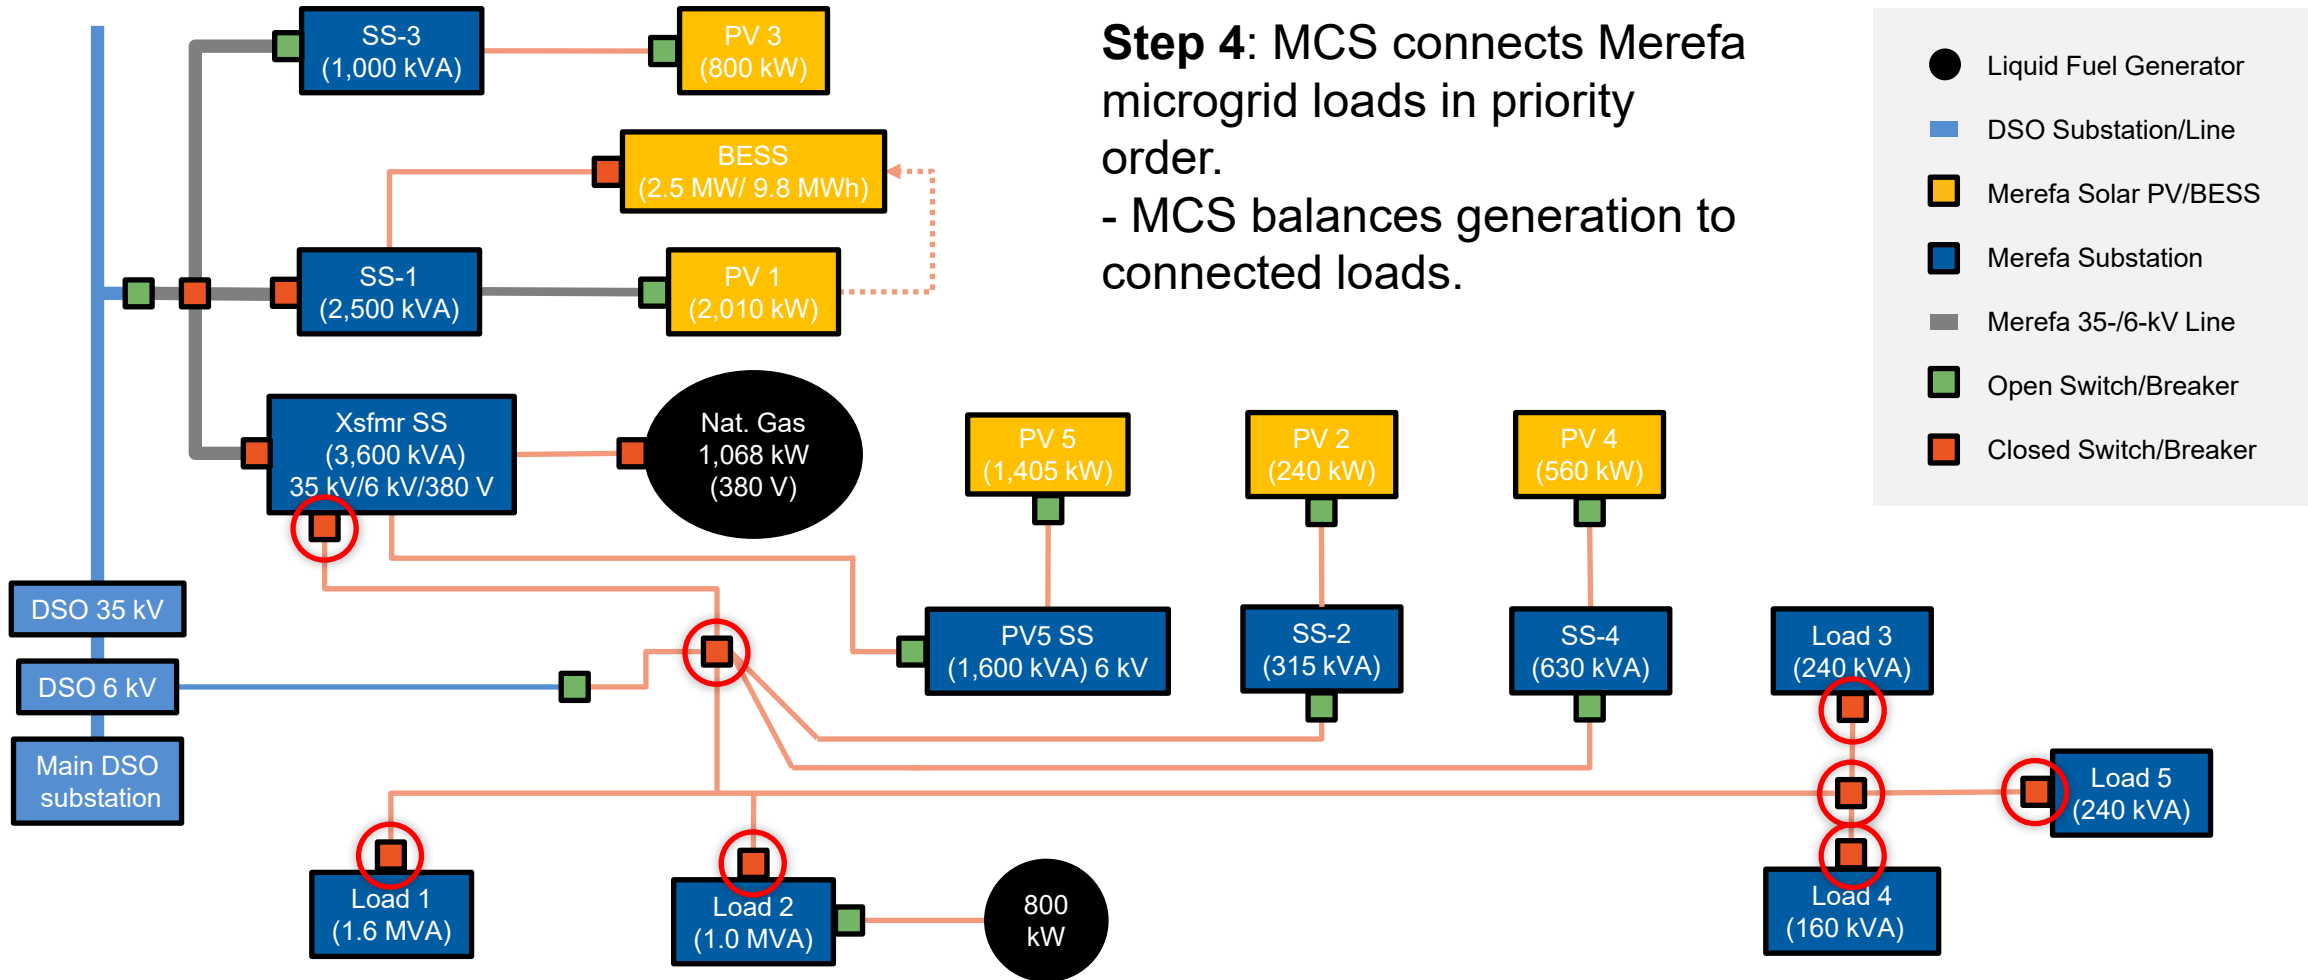 SS-3
(1,000 kVA)
PV 3
(800 kW)
Step 4: MCS connects Merefa
microgrid loads in priority
order.
- MCS balances generation to
connected loads.
BESS
(2.5 MW/ 9.8 MWh)
SS-1
(2,500 kVA)
PV 1
(2,010 kW)
Xsfmr SS
(3,600 kVA)
35 kV/6 kV/380 V
Nat. Gas
1,068 kW
(380 V)
PV 5
(1,405 kW)
PV 2
(240 kW)
PV 4
(560 kW)
Liquid Fuel Generator
DSO Substation/Line
Merefa Solar PV/BESS
Merefa Substation
Merefa 35-/6-kV Line
Open Switch/Breaker
Closed Switch/Breaker
DSO 35 kV
DSO 6 kV
Main DSO
substation
PV5 SS
(1,600 kVA) 6 kV
SS-2
(315 kVA)
SS-4
(630 kVA)
Load 3
(240 kVA)
Load 5
(240 kVA)
Load 1
(1.6 MVA)
Load 2
(1.0 MVA)
800
kW
Load 4
(160 kVA)